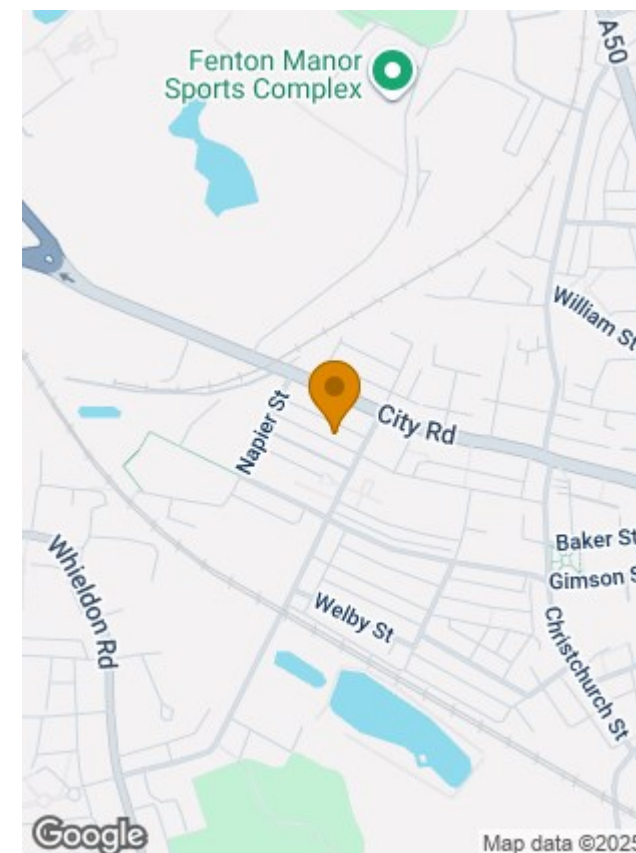 A50
Fenton Manor
Sports Complex
William St
Napier St
City Rd
Baker St
Gimson S
Whieldon Rd
Welby St
Christchurch St
Google
Map data ©2025